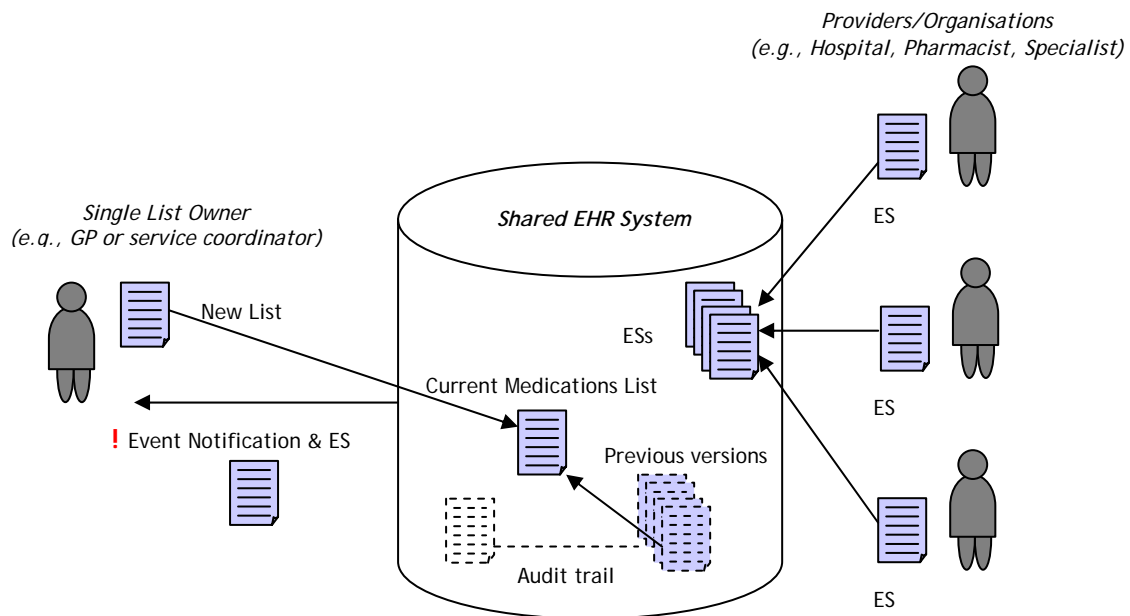 Providers/Organisations
(e.g., Hospital, Pharmacist, Specialist)
ES
Single List Owner
(e.g., GP or service coordinator)
Shared EHR System
New List
ESs
ES
Current Medications List
! Event Notification & ES
Previous versions
Audit trail
ES